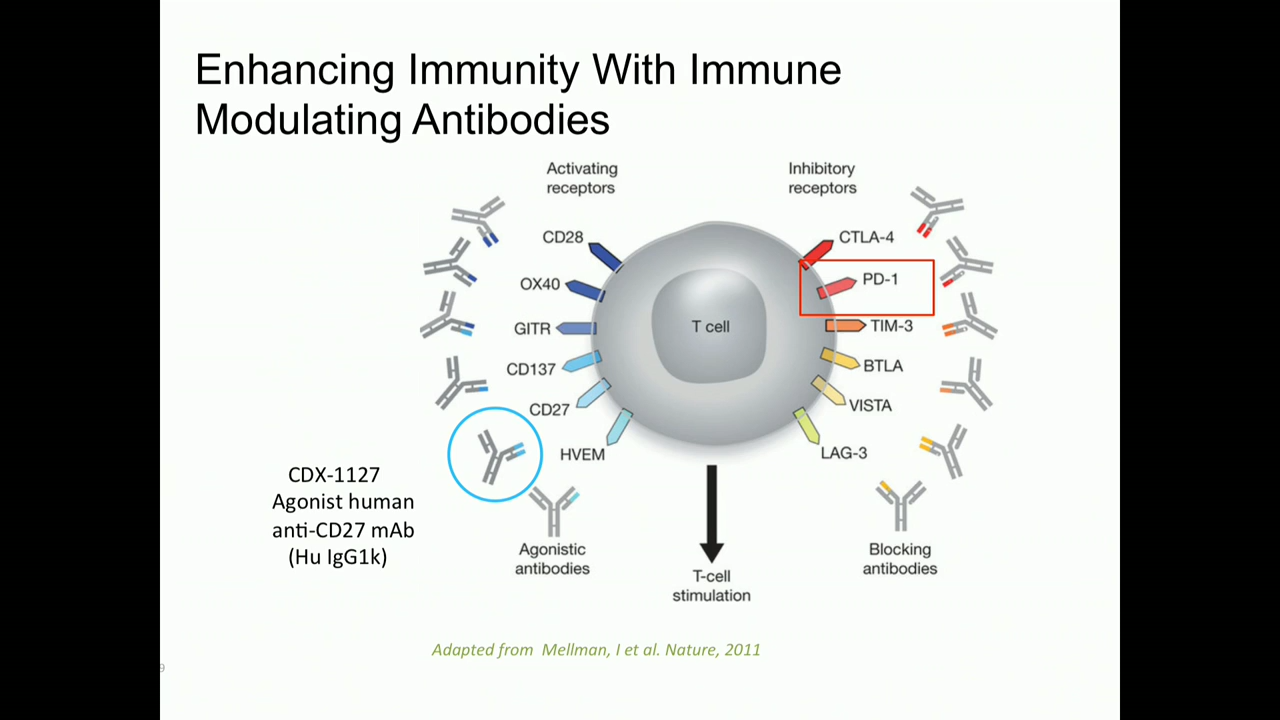 Enhancing Immunity With Immune
Modulating Antibodies
Activating
receptors
Inhibitory
receptors
CD28
CTLA-4
OX40
PD-1
GITR
T cell
TIM-3
CD137
BTLA
CD27
VISTA
HVEM
LAG-3
CDX-1127
Agonist human
anti-CD27 mAb
(Hu IgG1k)
Agonistic
antibodies
Blocking
antibodies
T-cell
stimulation
Adapted from Mellman, I et al. Nature, 2011
9